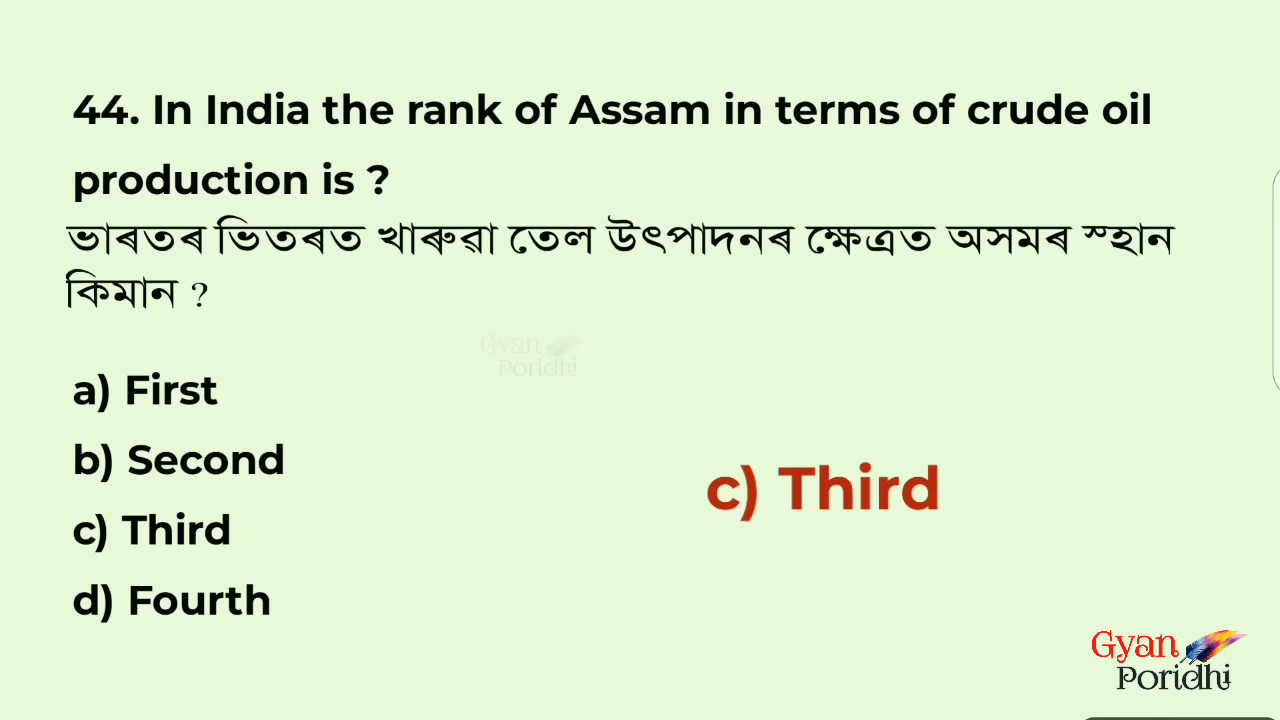 44. In India the rank of Assam in terms of crude oil
production is ?
ভাৰতৰ ভিতৰত খাৰুৱা তেল উৎপাদনৰ ক্ষেত্ৰত অসমৰ স্হান
কিমান ?
Gyan
Poridhi
a) First
b) Second
c) Third
c) Third
d) Fourth
Gyan
Poridhi